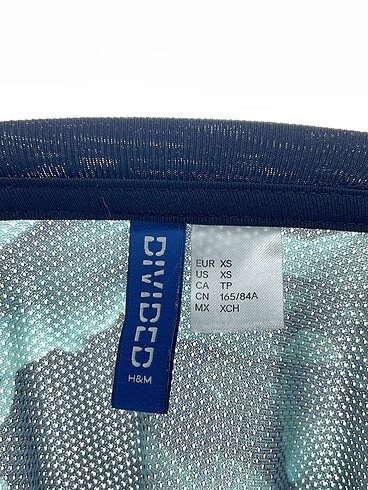 DIVIDED
H&M
EUR XS
US XS
CA TP
CN 165/84A
MX XCH